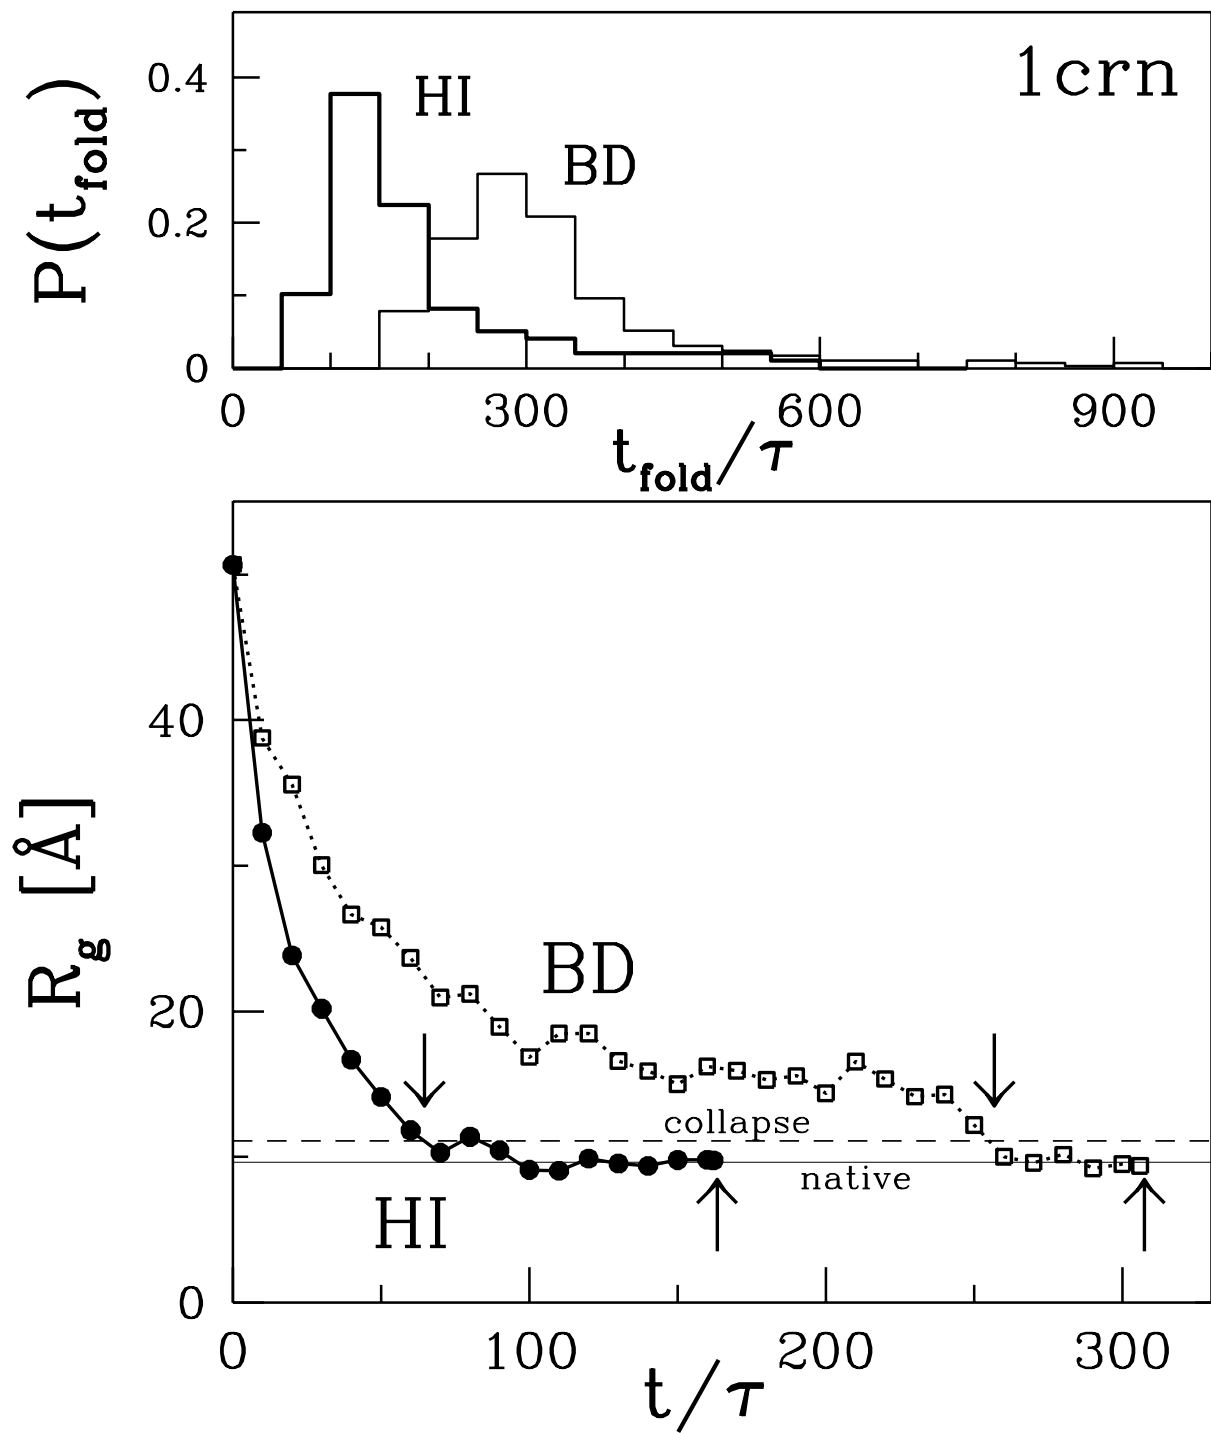 1crn
0.4
HI
BD
0.2
P(t_fold)
0
0 300 600 900
t_fold/τ
40
R_g [Å]
BD
20
collapse
native
HI
0
0 100 200 300
t/τ